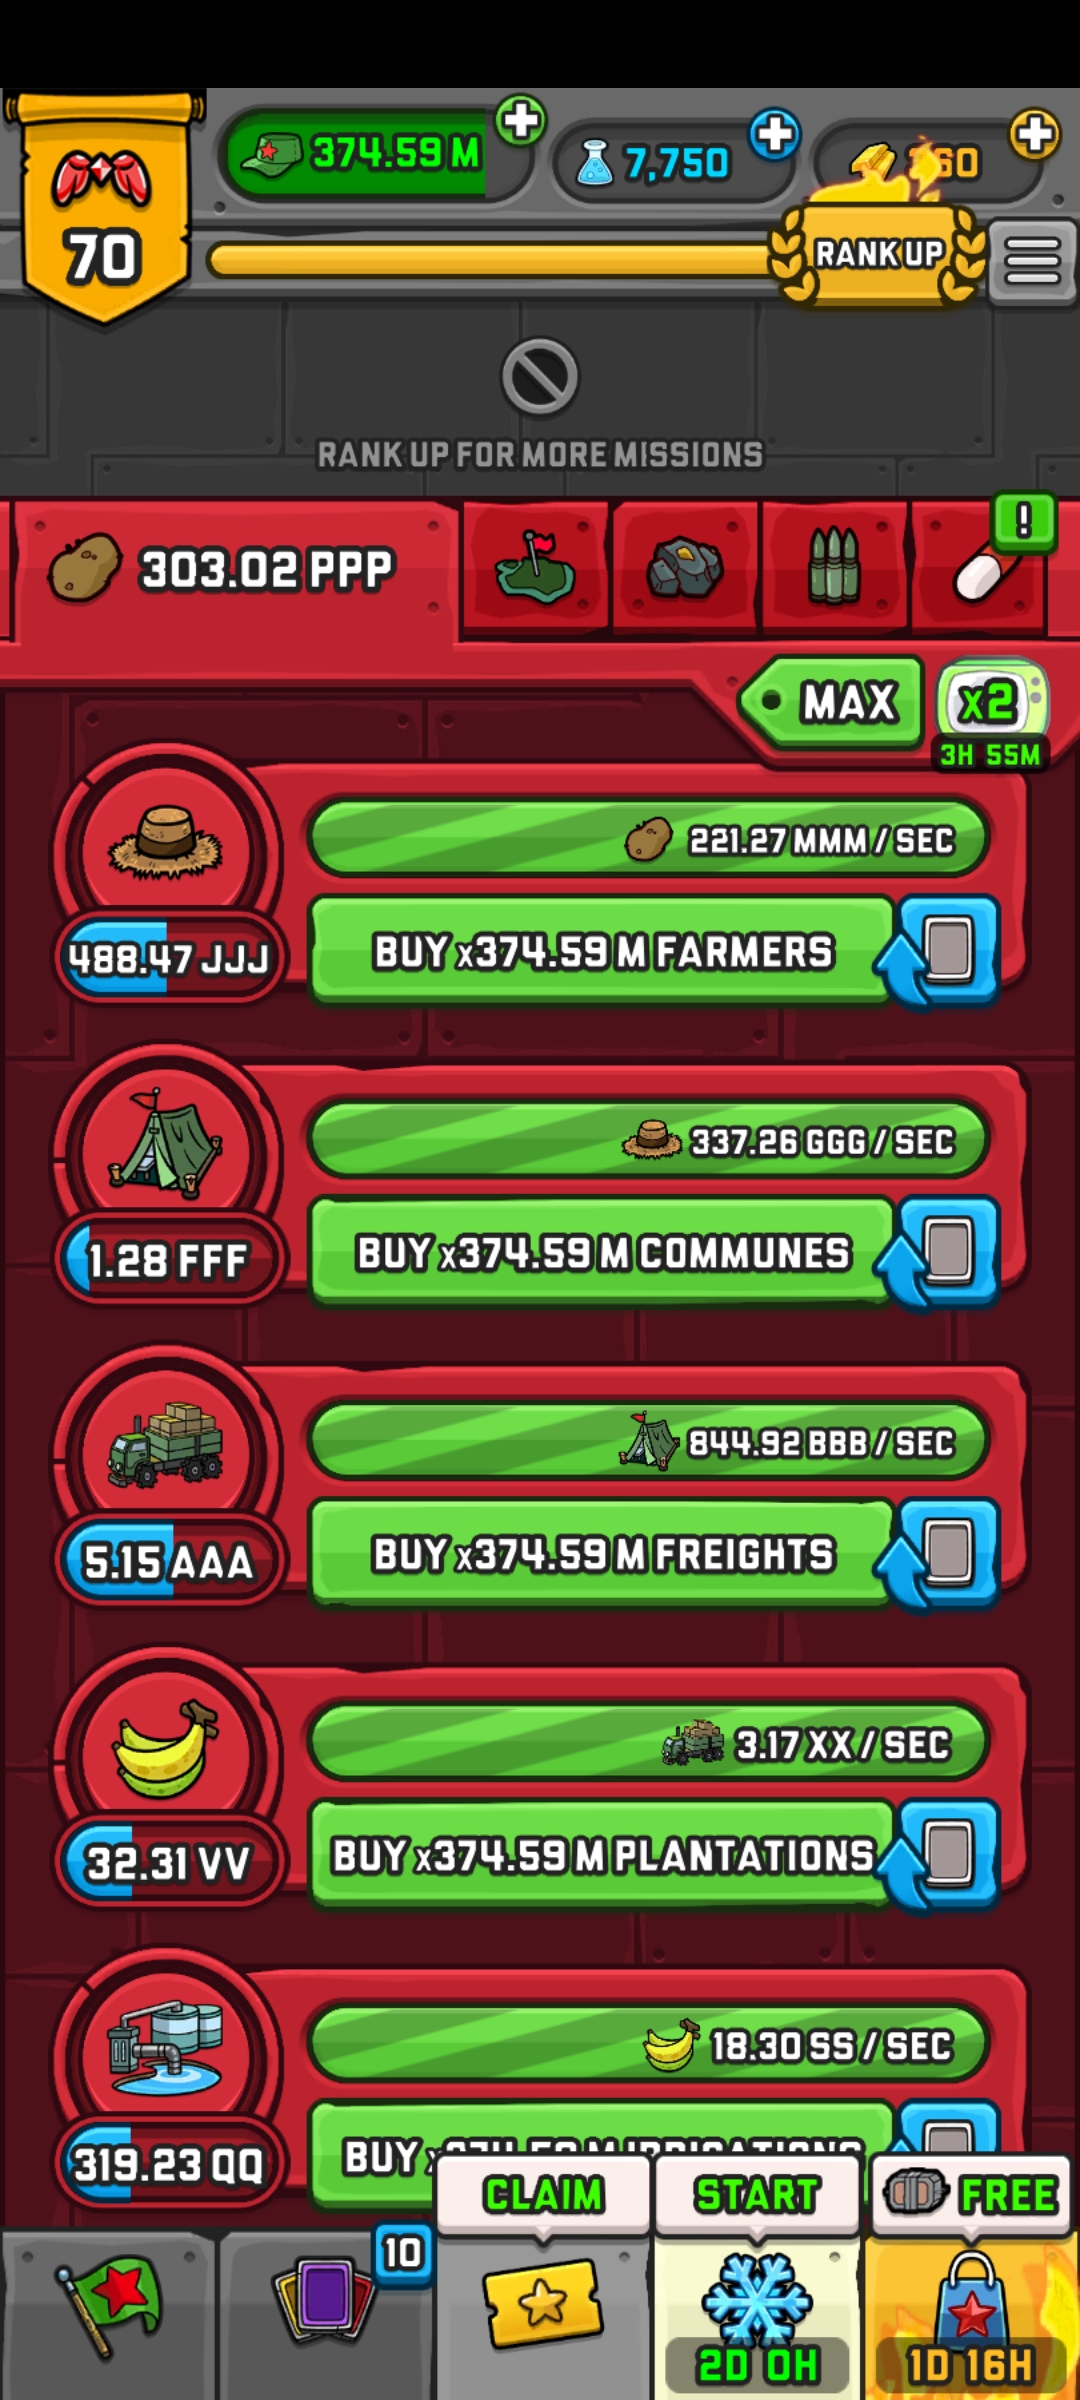 374.59 M
7,750
70
RANK UP
RANK UP FOR MORE MISSIONS
303.02 PPP
!
MAX
x2
3H 55M
221.27 MMM / SEC
488.47 JJJ
BUY x374.59 M FARMERS
337.26 GGG / SEC
1.28 FFF
BUY x374.59 M COMMUNES
844.92 BBB / SEC
5.15 AAA
BUY x374.59 M FREIGHTS
3.17 XX / SEC
32.31 VV
BUY x374.59 M PLANTATIONS
18.30 SS / SEC
319.23 QQ
BUY x374.59 M IRRIGATIONS
CLAIM
START
FREE
10
2D 0H
1D 16H